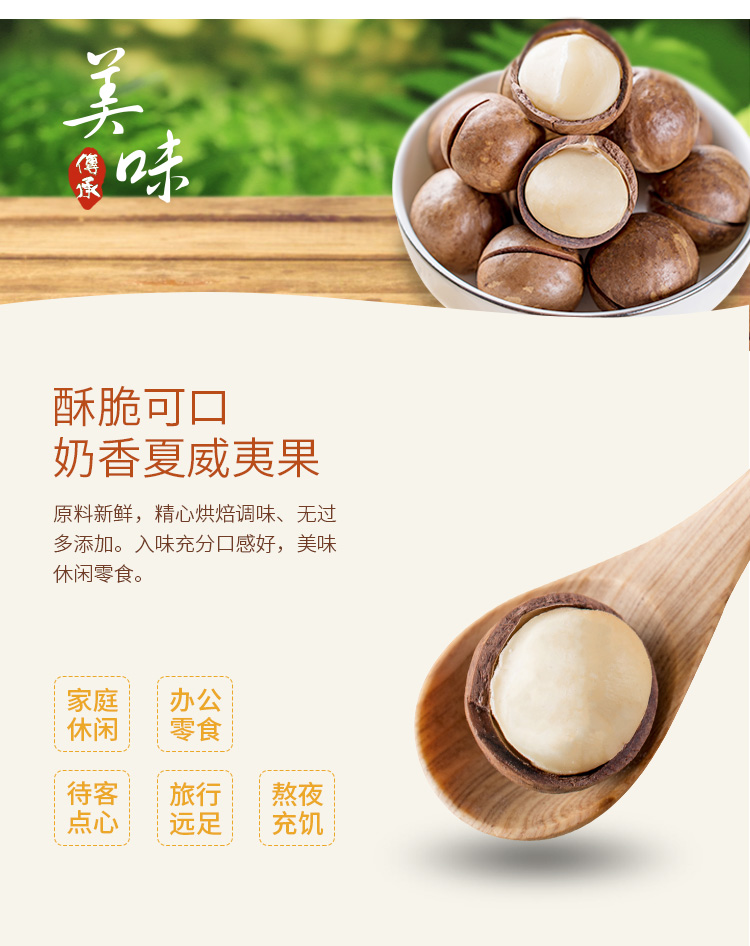 美味
傳承
酥脆可口
奶香夏威夷果
原料新鲜，精心烘焙调味、无过
多添加。入味充分口感好，美味
休闲零食。
家庭
休闲
办公
零食
待客
点心
旅行
远足
熬夜
充饥